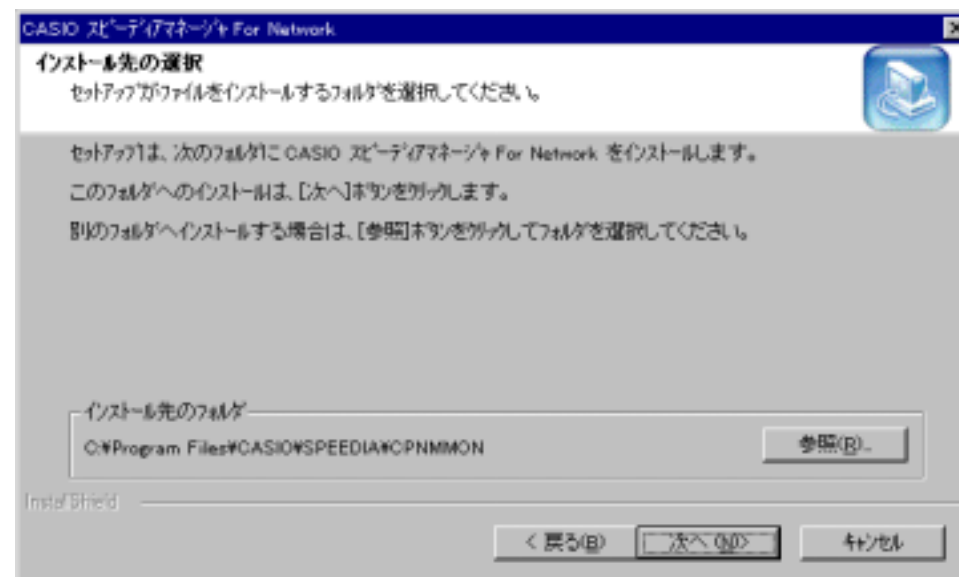 CASIO スピーディアマネージャ For Network
インストール先の選択
セットアップがファイルをインストールするフォルダを選択してください。
セットアップは、次のフォルダに CASIO スピーディアマネージャ For Network をインストールします。
このフォルダへのインストールは、[次へ]ボタンをクリックします。
別のフォルダへインストールする場合は、[参照]ボタンをクリックしてフォルダを選択してください。
インストール先のフォルダ
C:¥Program Files¥CASIO¥SPEEDIA¥CPNMMON
参照(R)...
InstallShield
< 戻る(B)
次へ(N)>
キャンセル